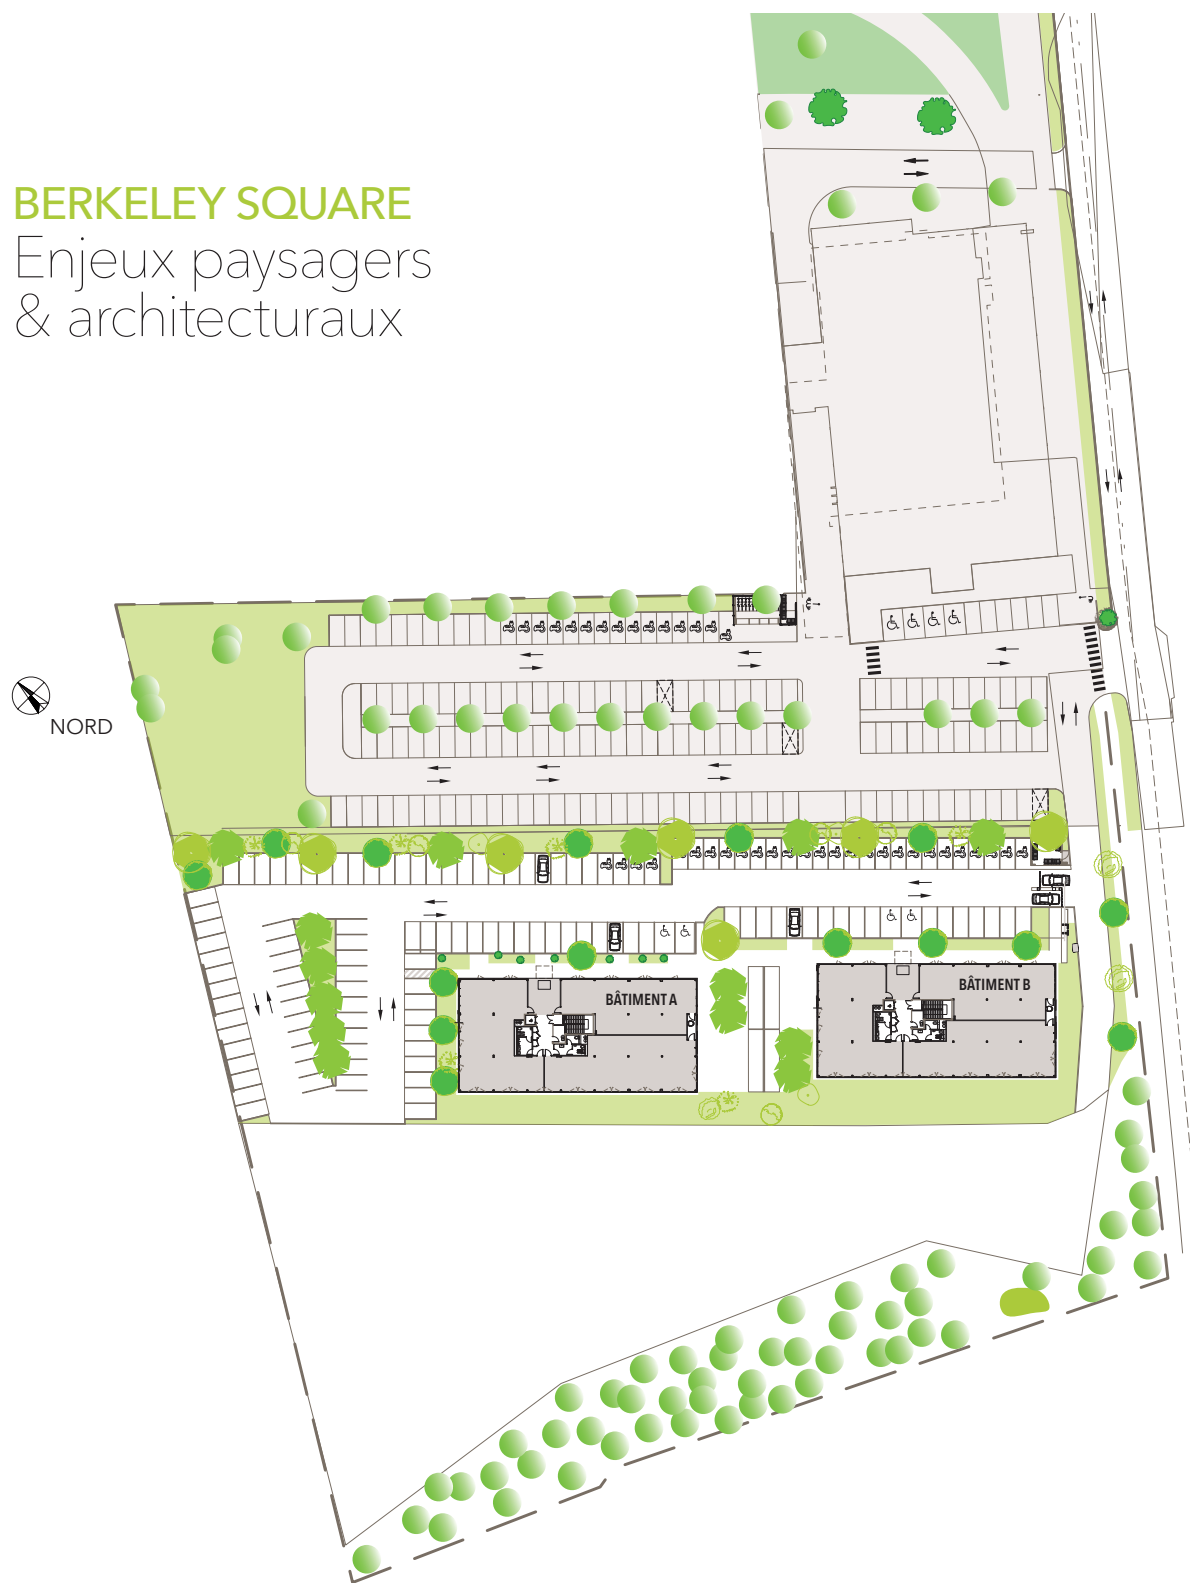 BERKELEY SQUARE
Enjeux paysagers
& architecturaux
NORD
BÂTIMENT A
BÂTIMENT B